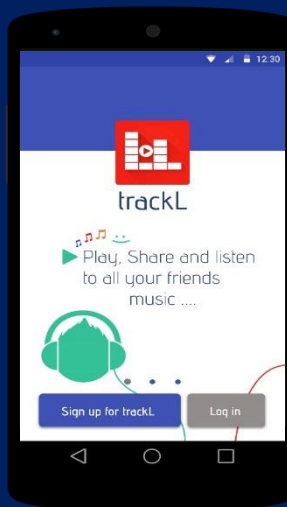 12:30
trackL
Play, Share and listen
to all your friends
music ....
Sign up for trackL
Log in